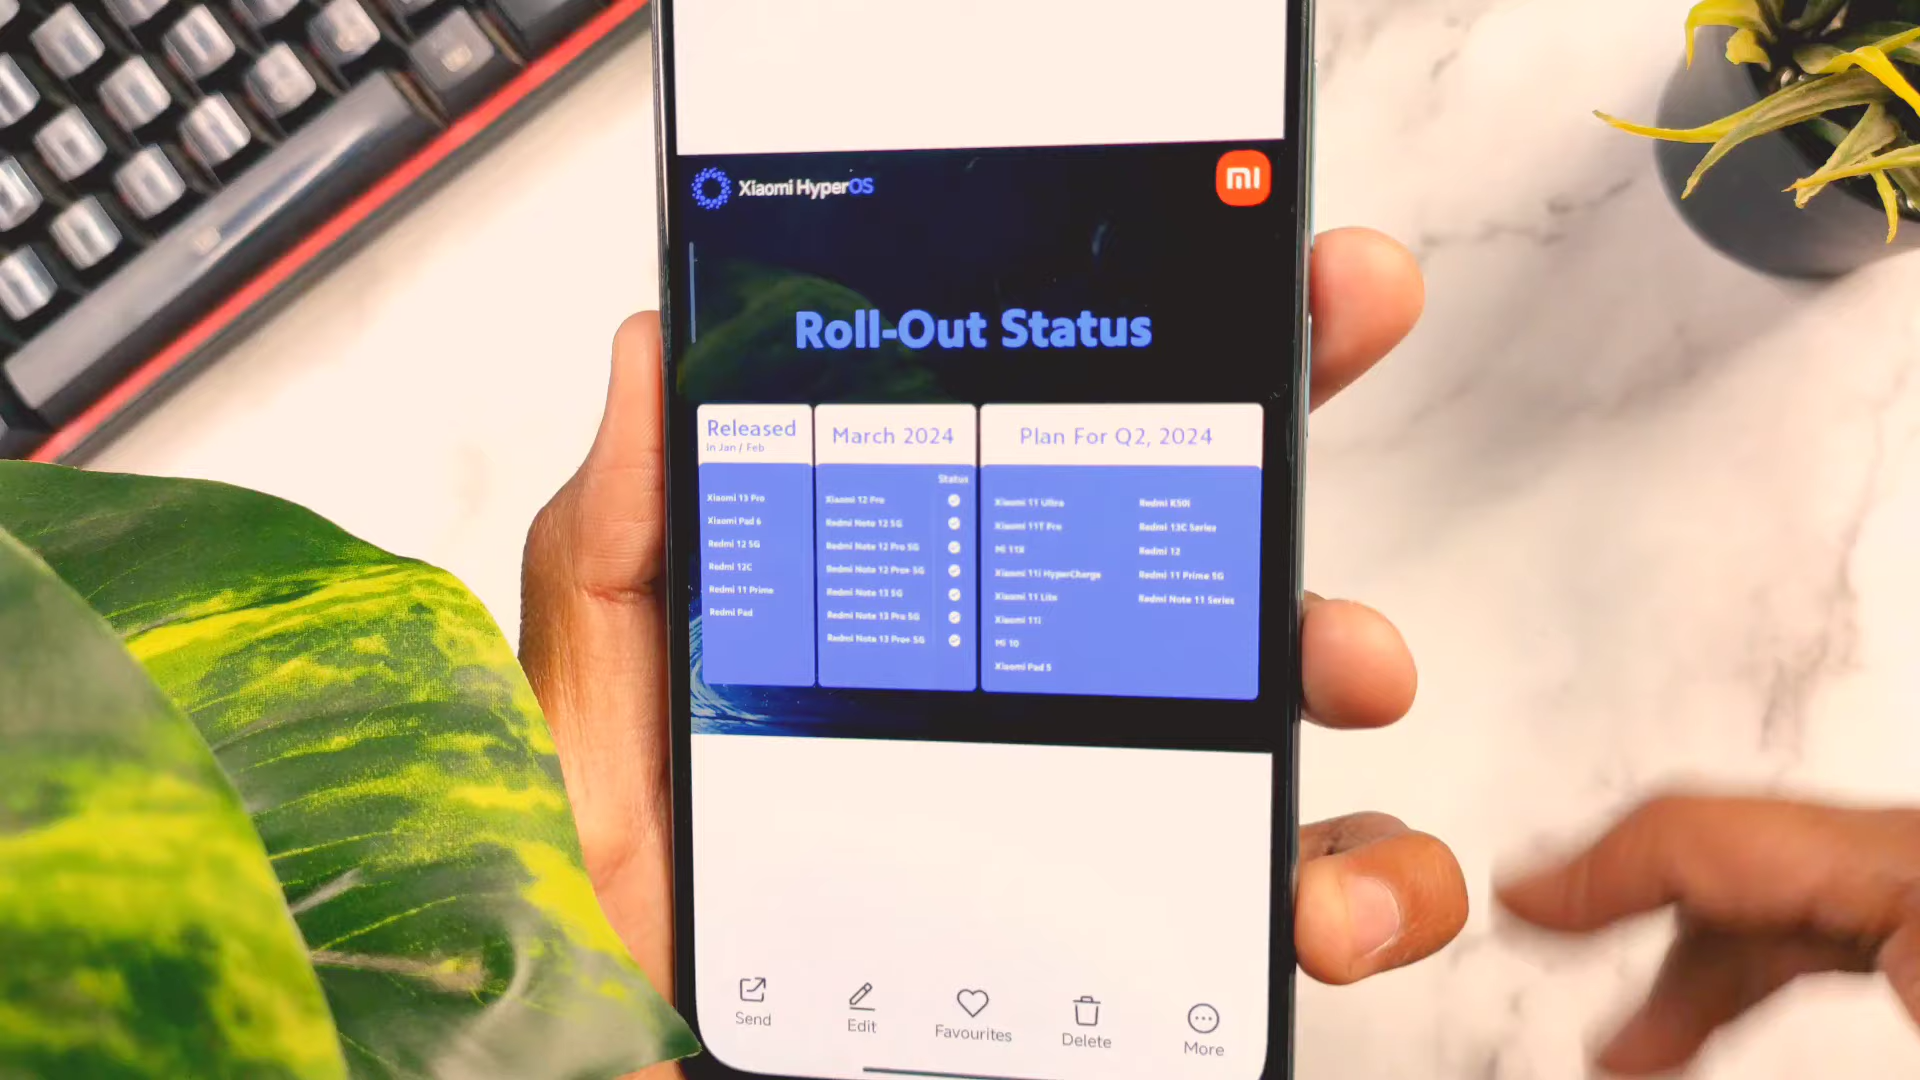 Xiaomi HyperOS
Roll-Out Status
Released
in Jan / Feb
Xiaomi 13 Pro
Xiaomi Pad 6
Redmi 12 5G
Redmi 12C
Redmi 11 Prime
Redmi Pad
March 2024
Status
Xiaomi 12 Pro
Redmi Note 12 5G
Redmi Note 12 Pro 5G
Redmi Note 12 Pro+ 5G
Redmi Note 13 5G
Redmi Note 13 Pro 5G
Redmi Note 13 Pro+ 5G
Plan For Q2, 2024
Xiaomi 11 Ultra
Xiaomi 11T Pro
Mi 11X
Xiaomi 11i HyperCharge
Xiaomi 11 Lite
Xiaomi 11i
Mi 10
Xiaomi Pad 5
Redmi K50i
Redmi 13C Series
Redmi 12
Redmi 11 Prime 5G
Redmi Note 11 Series
Send
Edit
Favourites
Delete
More